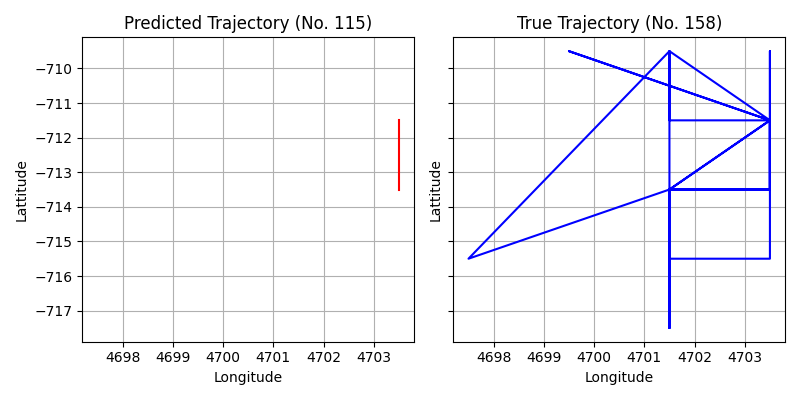 Predicted Trajectory (No. 115)
True Trajectory (No. 158)
Lattitude
−710
−711
−712
−713
−714
−715
−716
−717
4698 4699 4700 4701 4702 4703
Longitude
Lattitude
4698 4699 4700 4701 4702 4703
Longitude